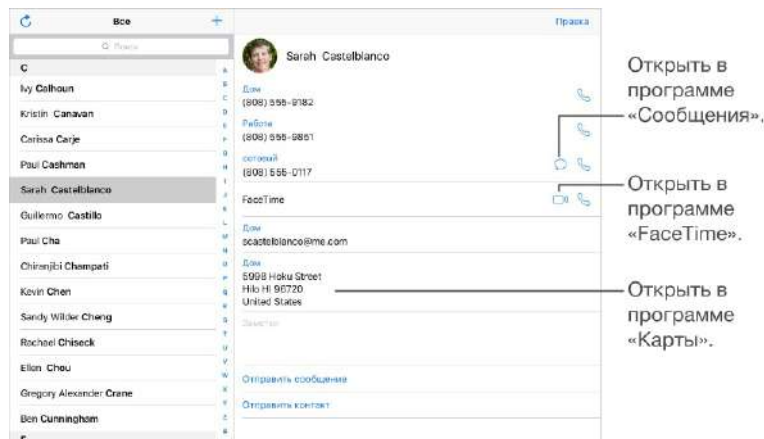 Все
Поиск
C
Ivy Calhoun
Kristin Canavan
Carissa Carje
Paul Cashman
Sarah Castelblanco
Guillermo Castillo
Paul Cha
Chiranjibi Champati
Kevin Chen
Sandy Wilder Cheng
Rachael Chiseck
Ellen Chou
Gregory Alexander Crane
Ben Cunningham
Правка
Sarah Castelblanco
Дом
(808) 555-9182
Работа
(808) 555-9851
сотовый
(808) 555-0117
FaceTime
Дом
scastelblanco@me.com
Дом
5998 Hoku Street
Hilo HI 96720
United States
Заметки
Отправить сообщение
Отправить контакт
Открыть в
программе
«Сообщения».
Открыть в
программе
«FaceTime».
Открыть в
программе
«Карты».